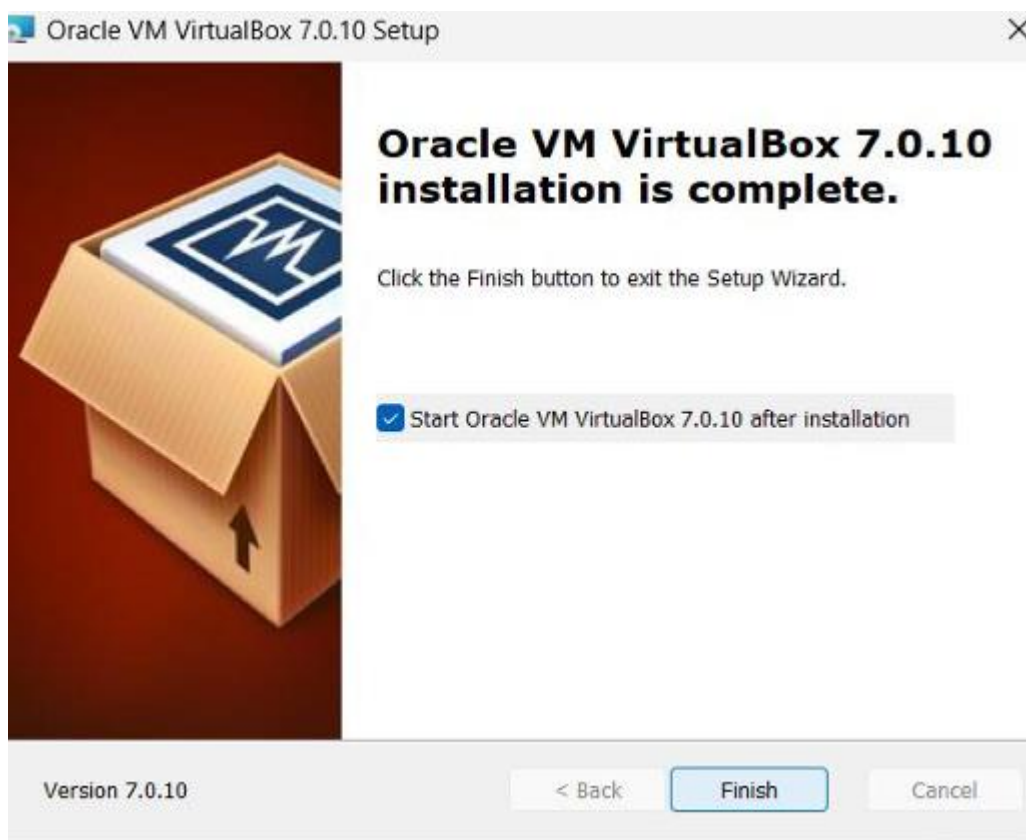 Oracle VM VirtualBox 7.0.10 Setup
Oracle VM VirtualBox 7.0.10
installation is complete.
Click the Finish button to exit the Setup Wizard.
Start Oracle VM VirtualBox 7.0.10 after installation
Version 7.0.10
< Back
Finish
Cancel